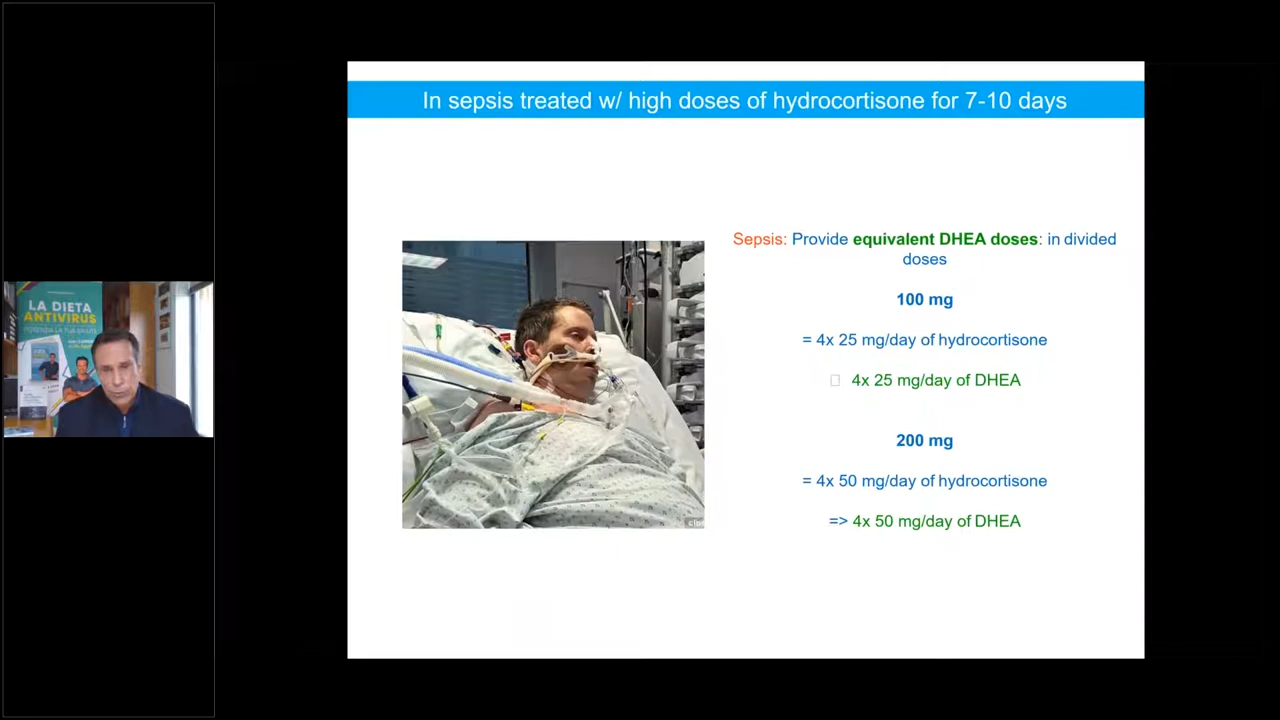 In sepsis treated w/ high doses of hydrocortisone for 7-10 days
Sepsis: Provide equivalent DHEA doses: in divided
doses
100 mg
= 4x 25 mg/day of hydrocortisone
4x 25 mg/day of DHEA
200 mg
= 4x 50 mg/day of hydrocortisone
=> 4x 50 mg/day of DHEA
LA DIETA
ANTIVIRUS